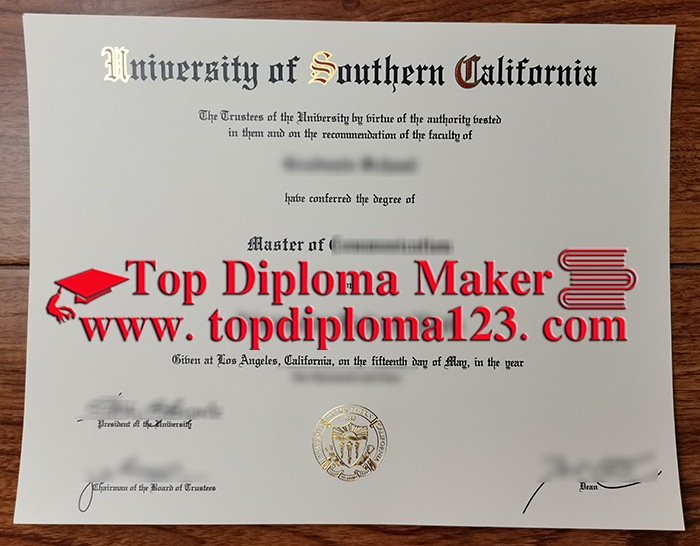 University of Southern California
The Trustees of the University by virtue of the authority vested
in them and on the recommendation of the faculty of
have conferred the degree of
Master of
Top Diploma Maker
www. topdiploma123. com
Given at Los Angeles, California, on the fifteenth day of May, in the year
President of the University
Chairman of the Board of Trustees
Dean